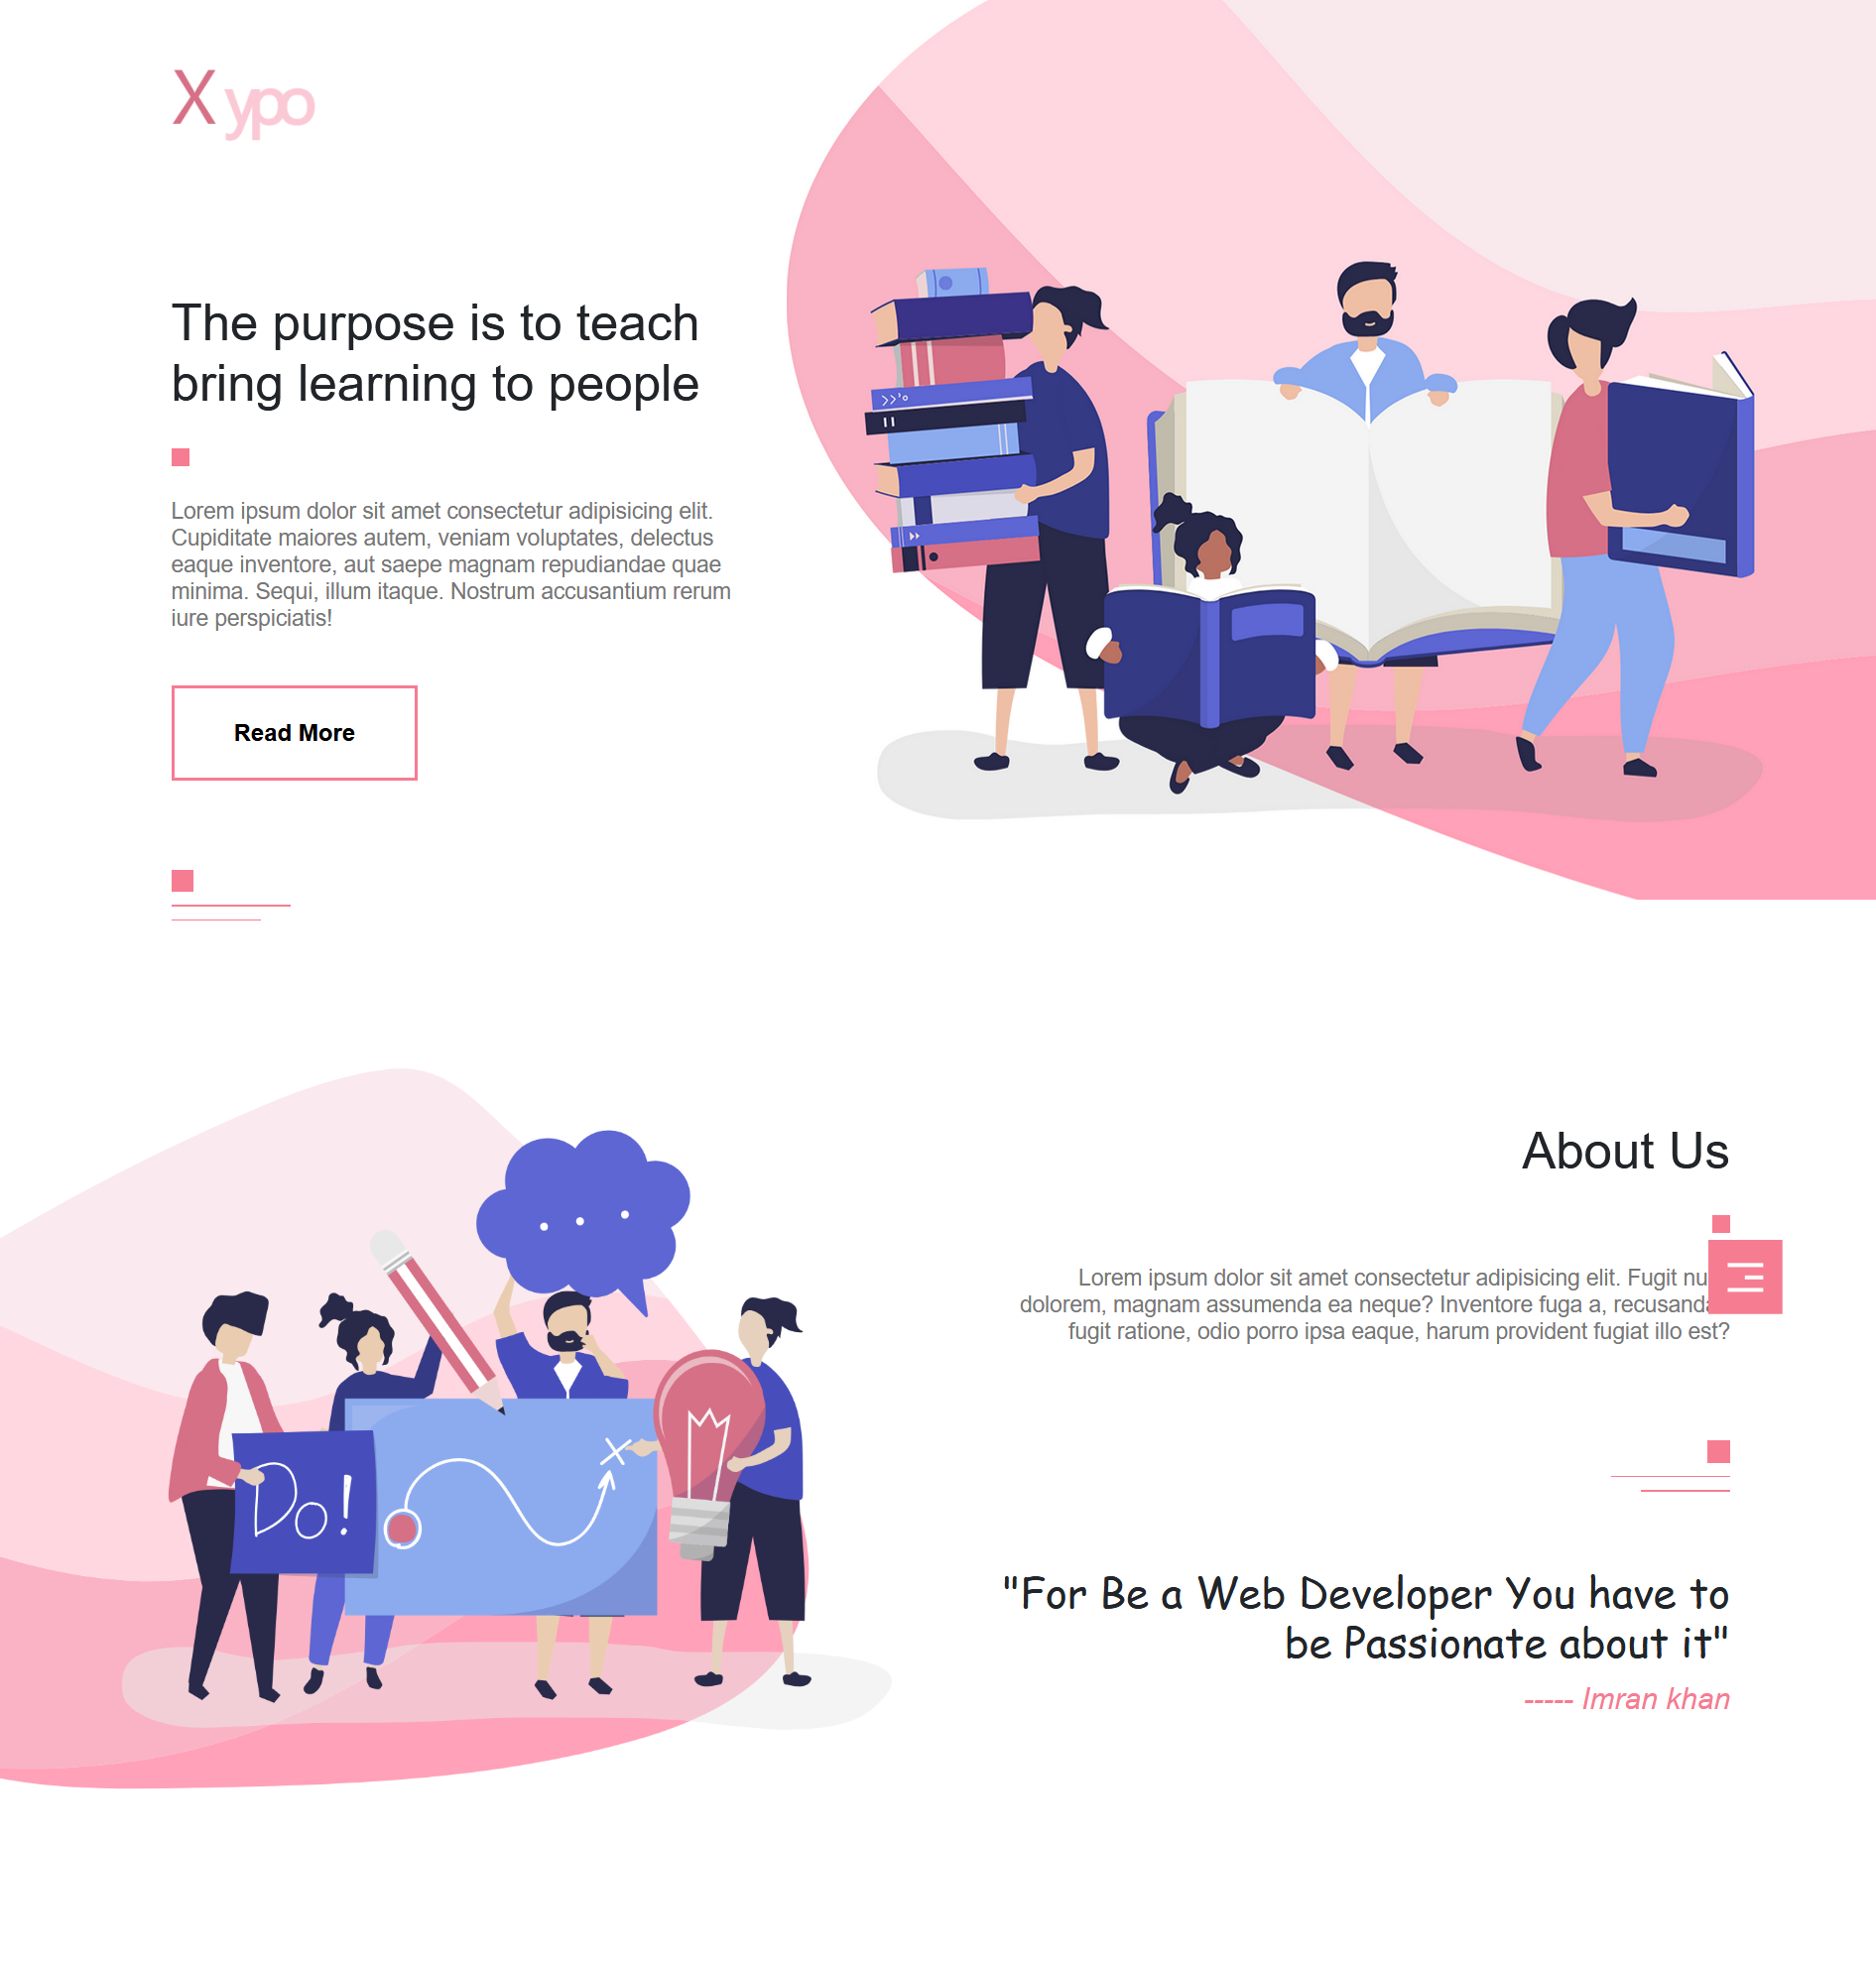 X ypo
The purpose is to teach
bring learning to people
Lorem ipsum dolor sit amet consectetur adipisicing elit.
Cupiditate maiores autem, veniam voluptates, delectus
eaque inventore, aut saepe magnam repudiandae quae
minima. Sequi, illum itaque. Nostrum accusantium rerum
iure perspiciatis!
Read More
About Us
Lorem ipsum dolor sit amet consectetur adipisicing elit. Fugit
dolorem, magnam assumenda ea neque? Inventore fuga a,
fugit ratione, odio porro ipsa eaque, harum provident fugiat illo est?
Do!
"For Be a Web Developer You have to
be Passionate about it"
----- Imran khan